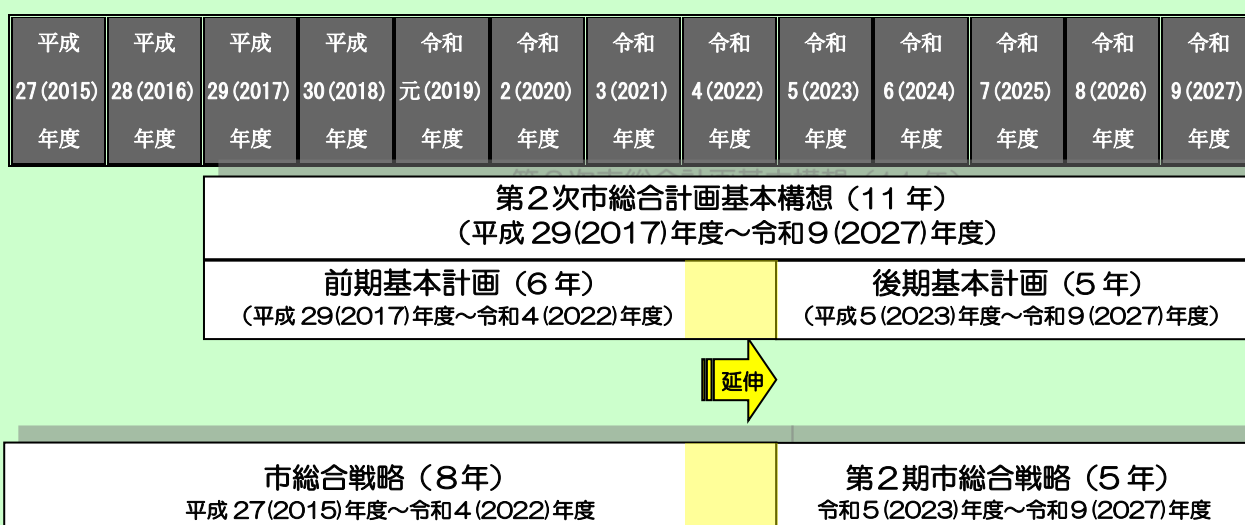 平成 平成 平成 平成 令和 令和 令和 令和 令和 令和 令和 令和 令和
27(2015) 28(2016) 29(2017) 30(2018) 元(2019) 2(2020) 3(2021) 4(2022) 5(2023) 6(2024) 7(2025) 8(2026) 9(2027)
年度 年度 年度 年度 年度 年度 年度 年度 年度 年度 年度 年度 年度
第2次市総合計画基本構想（11年）
（平成29(2017)年度～令和9(2027)年度）
前期基本計画（6年） 後期基本計画（5年）
（平成29(2017)年度～令和4(2022)年度） （平成5(2023)年度～令和9(2027)年度）
延伸
市総合戦略（8年） 第2期市総合戦略（5年）
平成27(2015)年度～令和4(2022)年度 令和5(2023)年度～令和9(2027)年度